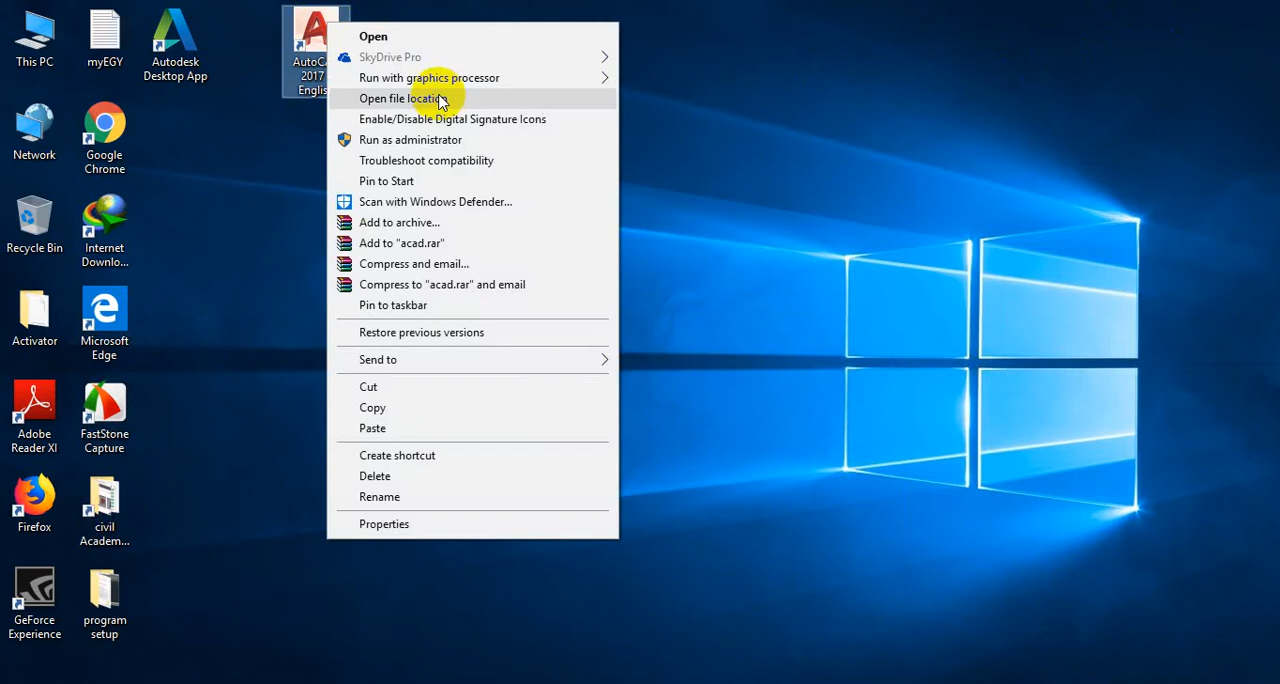 This PC
myEGY
Autodesk
Desktop App
2017
Network
Google
Chrome
Recycle Bin
Internet
Downlo...
Activator
Microsoft
Edge
Adobe
Reader XI
FastStone
Capture
Firefox
civil
Academ...
GeForce
Experience
program
setup
Open
SkyDrive Pro
Run with graphics processor
Open file location
Enable/Disable Digital Signature Icons
Run as administrator
Troubleshoot compatibility
Pin to Start
Scan with Windows Defender...
Add to archive...
Add to "acad.rar"
Compress and email...
Compress to "acad.rar" and email
Pin to taskbar
Restore previous versions
Send to
Cut
Copy
Paste
Create shortcut
Delete
Rename
Properties